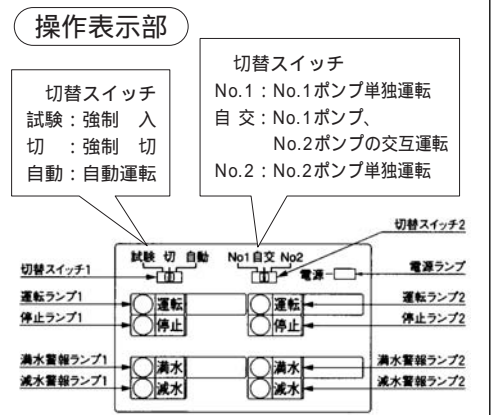 操作表示部
切替スイッチ
試験：強制　入
切　：強制　切
自動：自動運転
切替スイッチ
No.1：No.1ポンプ単独運転
自 交：No.1ポンプ、
No.2ポンプの交互運転
No.2：No.2ポンプ単独運転
切替スイッチ2
試験 切 自動
No1 自交 No2
切替スイッチ1
電源
電源ランプ
運転ランプ1
運転
運転
運転ランプ2
停止ランプ1
停止
停止
停止ランプ2
満水警報ランプ1
満水
満水
満水警報ランプ2
減水警報ランプ1
減水
減水
減水警報ランプ2